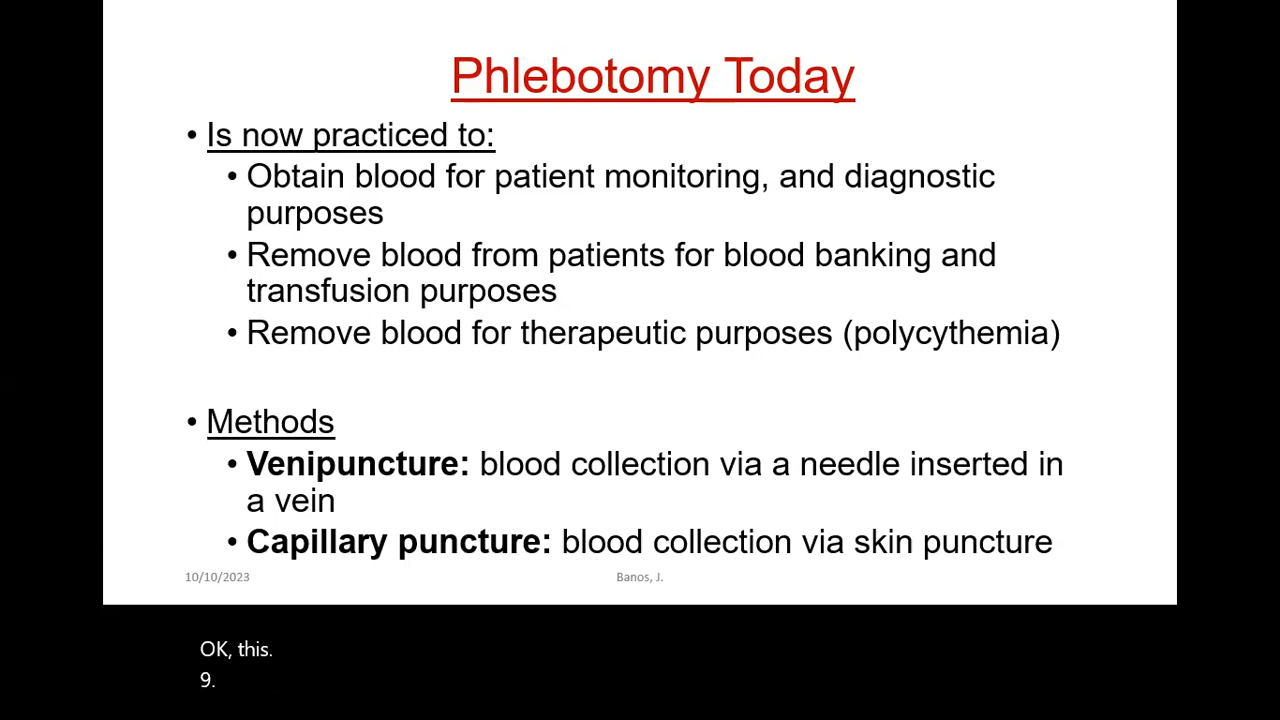 Phlebotomy Today
• Is now practiced to:
• Obtain blood for patient monitoring, and diagnostic
purposes
• Remove blood from patients for blood banking and
transfusion purposes
• Remove blood for therapeutic purposes (polycythemia)
• Methods
• Venipuncture: blood collection via a needle inserted in
a vein
• Capillary puncture: blood collection via skin puncture
10/10/2023 Banos, J.
OK, this.
9.